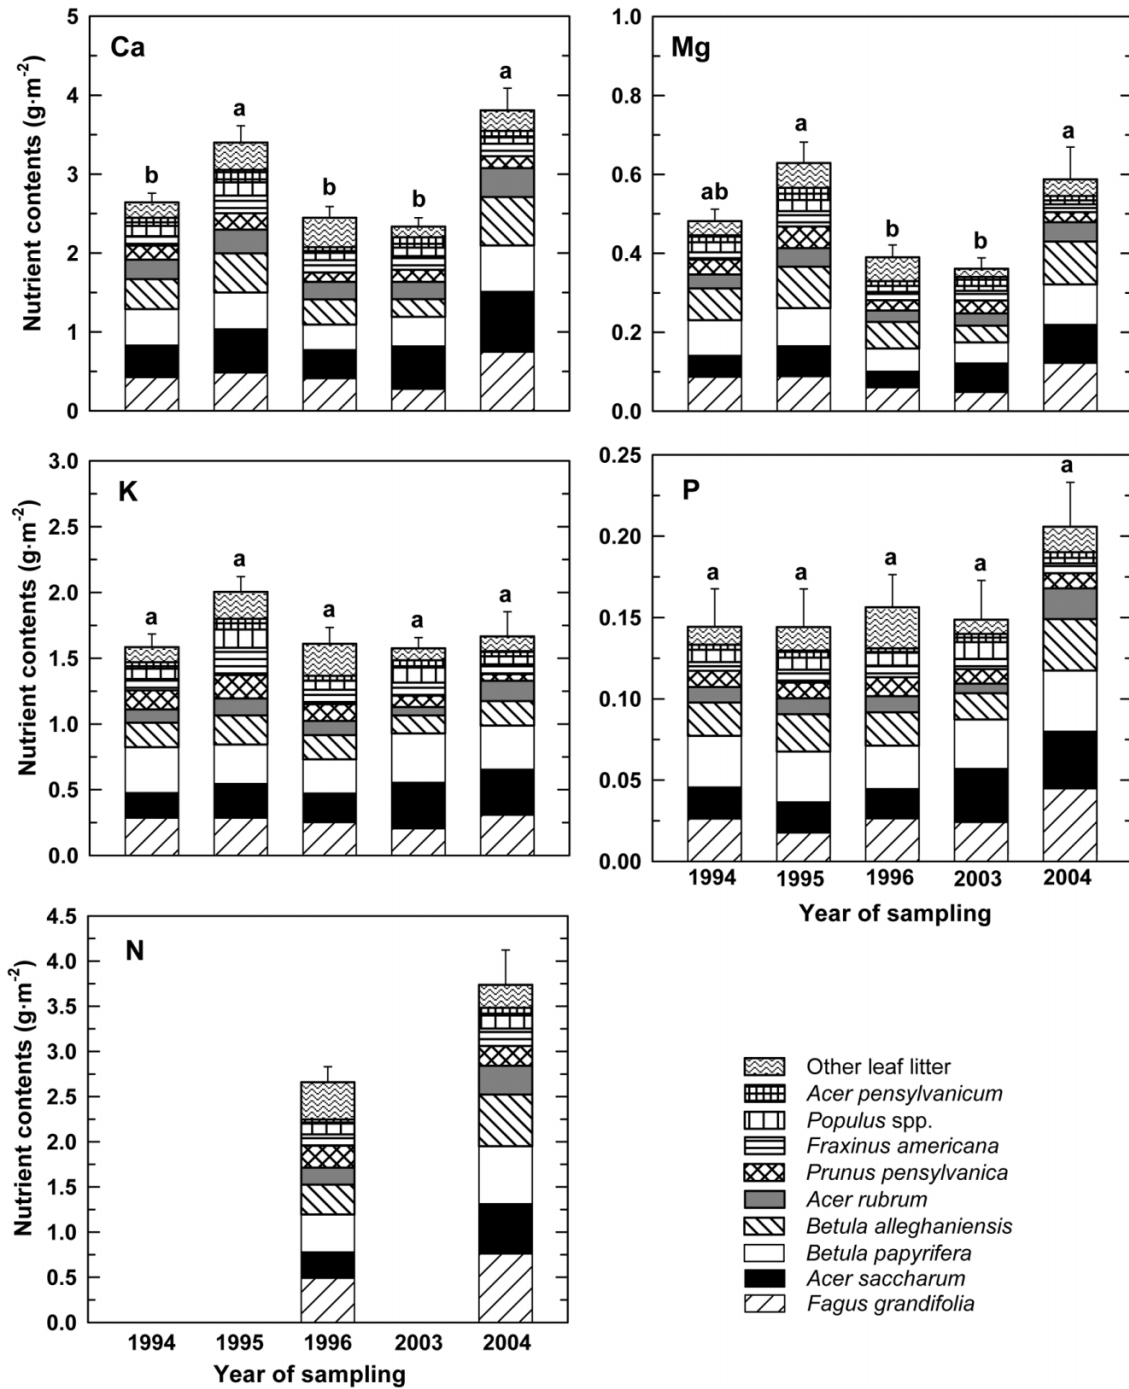 Ca
Nutrient contents (g·m-2)
5
4
3
2
1
0
b
a
b
b
a
Mg
1.0
0.8
0.6
0.4
0.2
0.0
ab
a
b
b
a
K
Nutrient contents (g·m-2)
3.0
2.5
2.0
1.5
1.0
0.5
0.0
a
a
a
a
a
P
0.25
0.20
0.15
0.10
0.05
0.00
a
a
a
a
a
1994 1995 1996 2003 2004
Year of sampling
N
Nutrient contents (g·m-2)
4.5
4.0
3.5
3.0
2.5
2.0
1.5
1.0
0.5
0.0
1994 1995 1996 2003 2004
Year of sampling
Other leaf litter
Acer pensylvanicum
Populus spp.
Fraxinus americana
Prunus pensylvanica
Acer rubrum
Betula alleghaniensis
Betula papyrifera
Acer saccharum
Fagus grandifolia